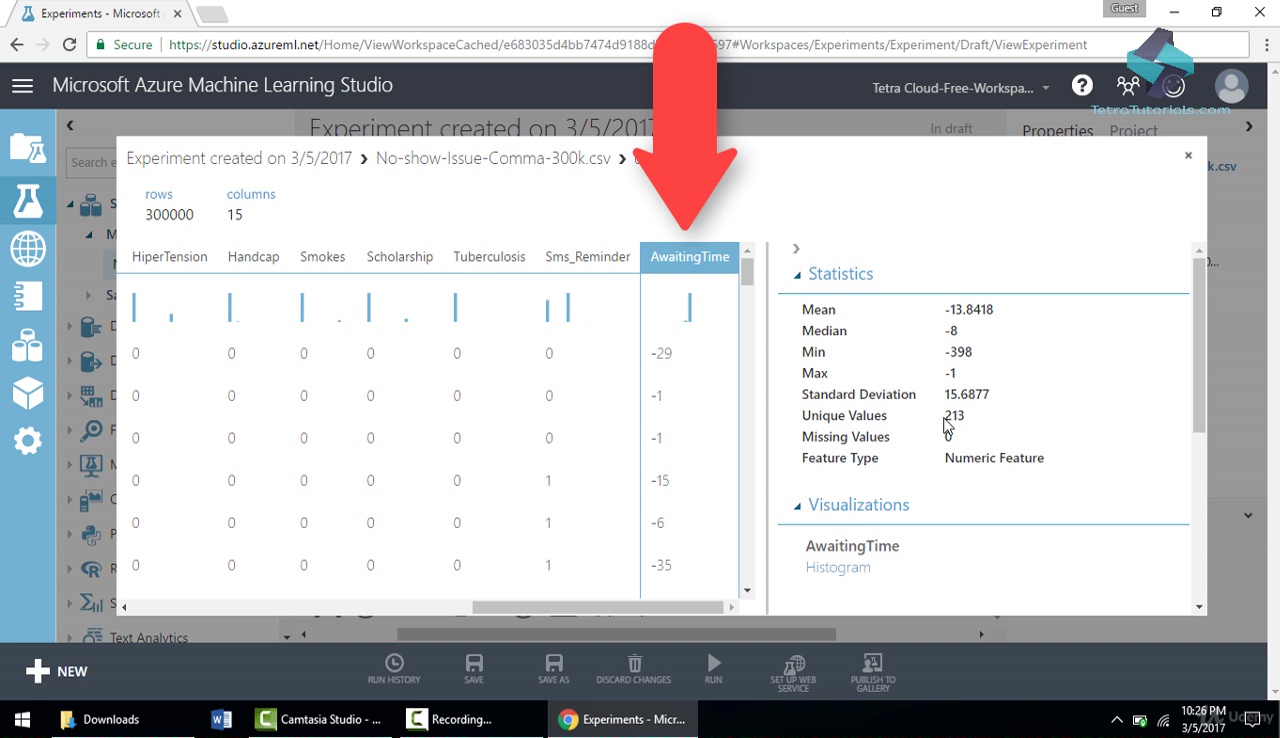 Experiments - Microsoft
Guest
Secure
https://studio.azureml.net/Home/ViewWorkspaceCached/e683035d4bb7474d9188d 597#Workspaces/Experiments/Experiment/Draft/ViewExperiment
Microsoft Azure Machine Learning Studio
Tetra Cloud-Free-Workspa...
TetraTutorials.com
Experiment created on 3/5/2017
In draft
Properties Project
Search e
Experiment created on 3/5/2017 › No-show-Issue-Comma-300k.csv ›
k.csv
rows columns
300000 15
HiperTension Handcap Smokes Scholarship Tuberculosis Sms_Reminder AwaitingTime
0 0 0 0 0 0 -29
0 0 0 0 0 0 -1
0 0 0 0 0 0 -1
0 0 0 0 0 1 -15
0 0 0 0 0 1 -6
0 0 0 0 0 1 -35
Statistics
Mean -13.8418
Median -8
Min -398
Max -1
Standard Deviation 15.6877
Unique Values 213
Missing Values 0
Feature Type Numeric Feature
Visualizations
AwaitingTime
Histogram
Text Analytics
NEW
RUN HISTORY
SAVE
SAVE AS
DISCARD CHANGES
RUN
SET UP WEB
SERVICE
PUBLISH TO
GALLERY
Downloads
Camtasia Studio - ...
Recording...
Experiments - Micr...
10:26 PM
3/5/2017
Udemy